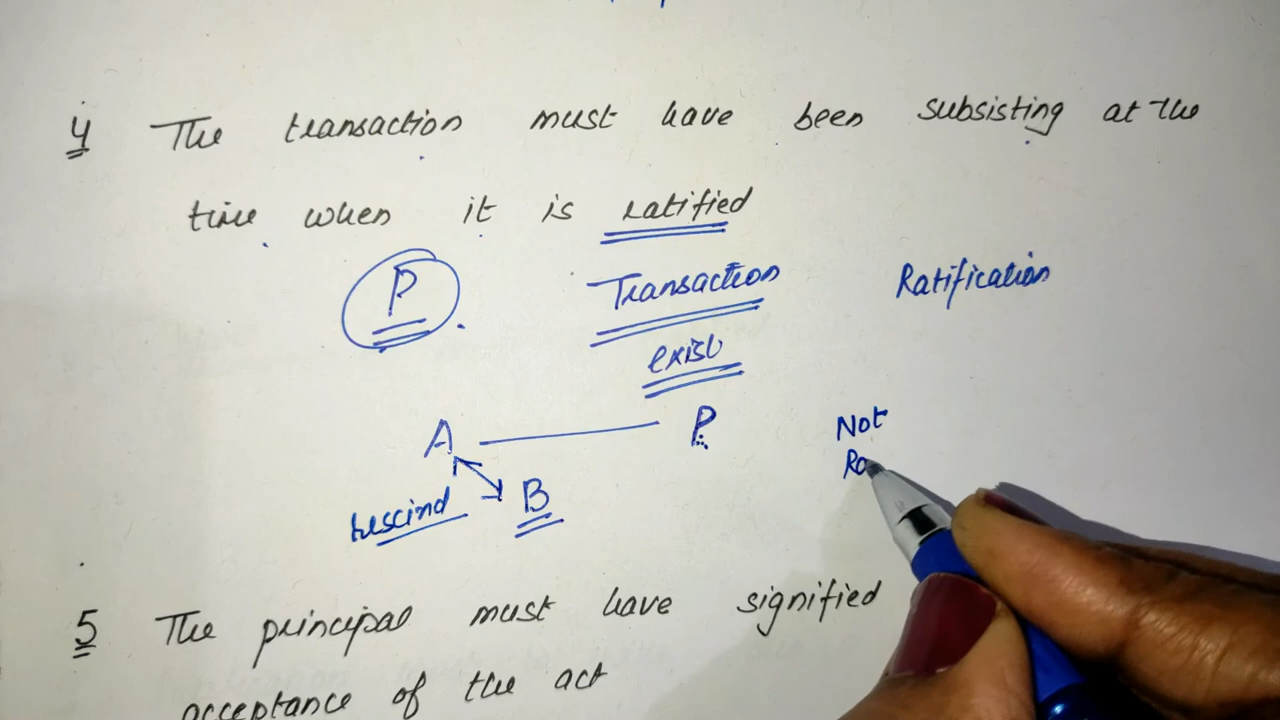 4 The transaction must have been subsisting at the
time when it is ratified
P Transaction Ratification
exist
A P Not
Ra
rescind B
5 The principal must have signified
acceptance of the act